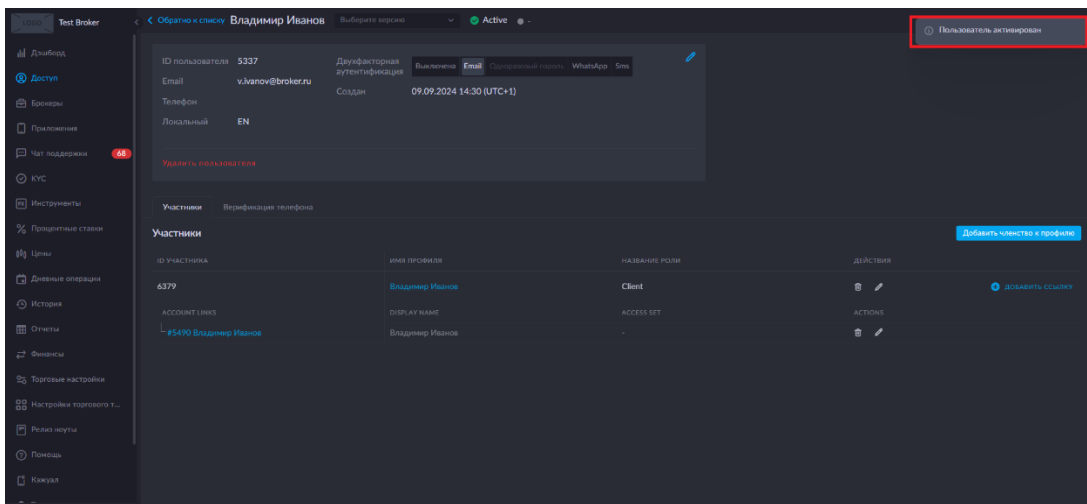 LOGO Test Broker
Обратно к списку Владимир Иванов Выберите версию Active -
Пользователь активирован
Дэшборд
Доступ
Брокеры
Приложения
Чат поддержки 68
KYC
Инструменты
Процентные ставки
Цены
Дневные операции
История
Отчеты
Финансы
Торговые настройки
Настройки торгового т...
Релиз ноуты
Помощь
Кэжуал
ID пользователя 5337
Email v.ivanov@broker.ru
Телефон
Локальный EN
Двухфакторная аутентификация Выключена Email Одноразовый пароль WhatsApp Sms
Создан 09.09.2024 14:30 (UTC+1)
Удалить пользователя
Участники Верификация телефона
Участники Добавить членство к профилю
ID УЧАСТНИКА ИМЯ ПРОФИЛЯ НАЗВАНИЕ РОЛИ ДЕЙСТВИЯ
6379 Владимир Иванов Client ДОБАВИТЬ ССЫЛКУ
ACCOUNT LINKS DISPLAY NAME ACCESS SET ACTIONS
#5490 Владимир Иванов Владимир Иванов -